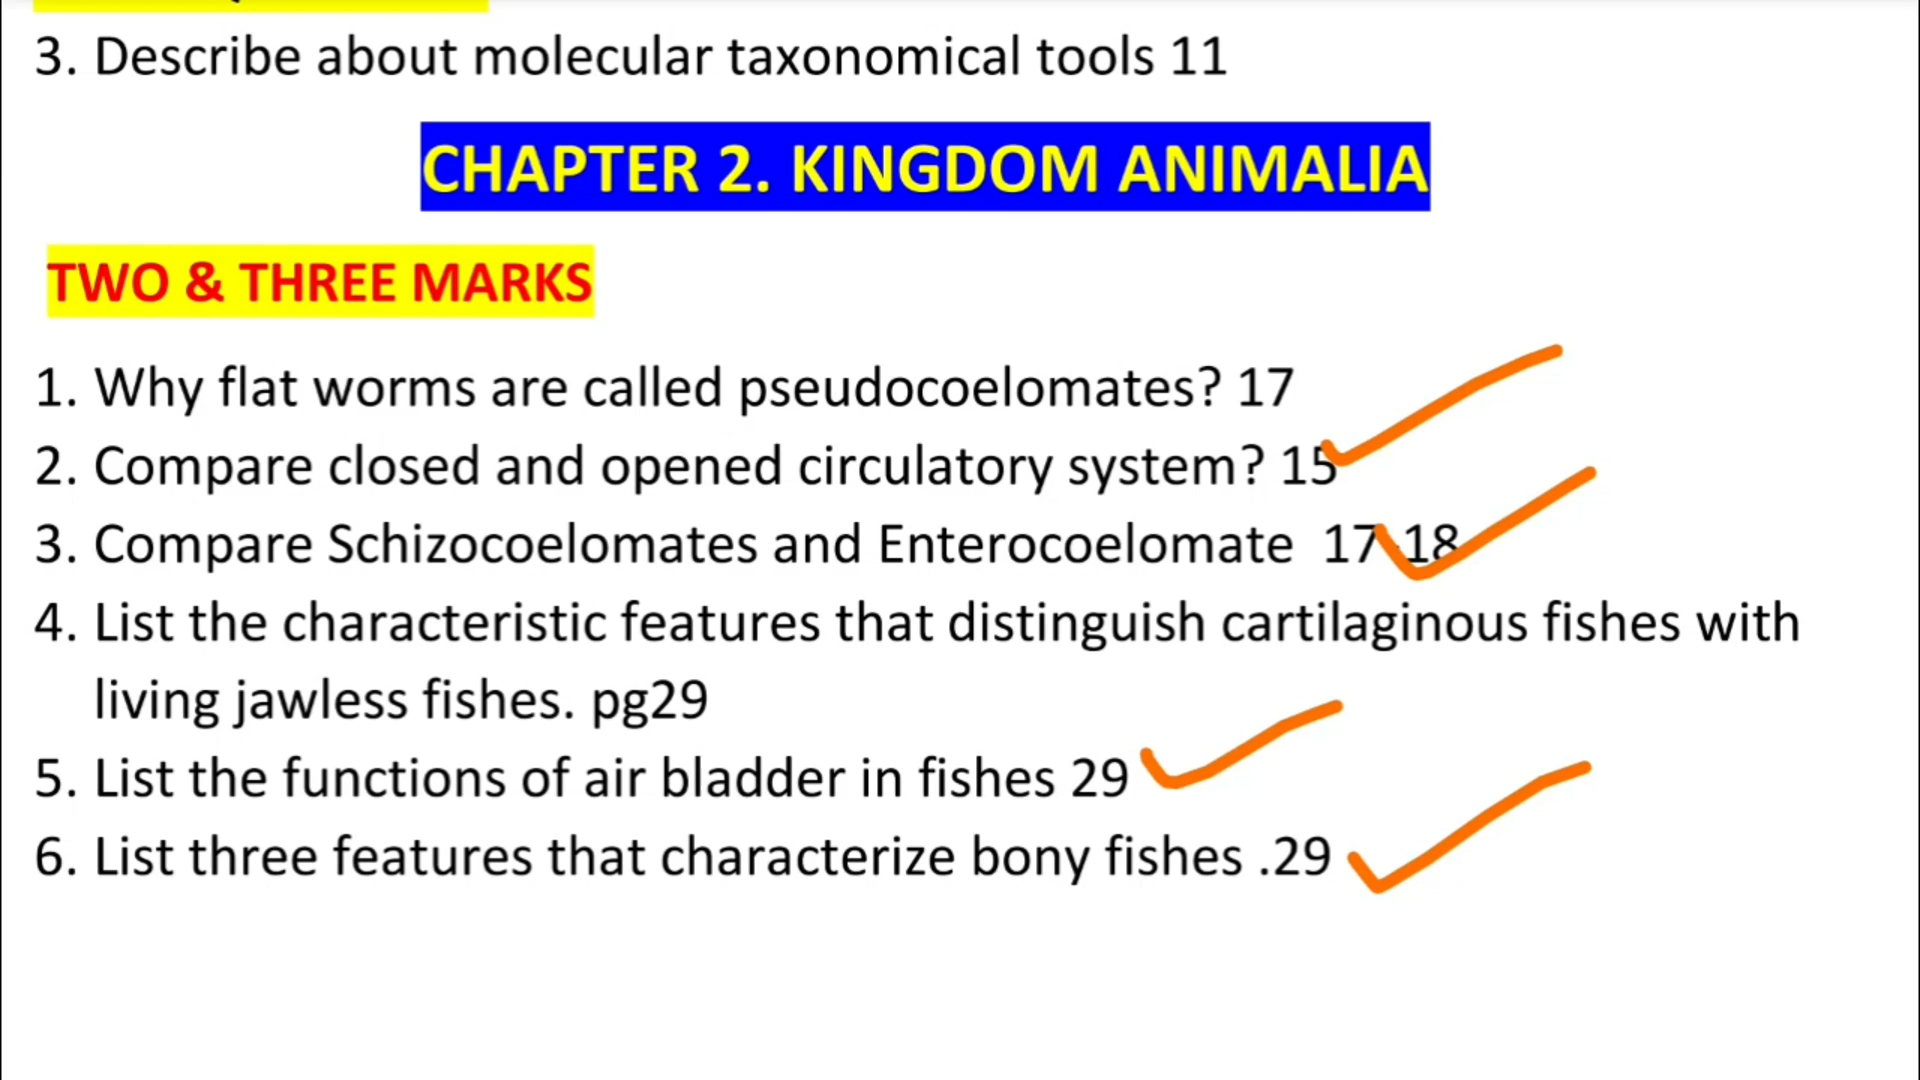 3. Describe about molecular taxonomical tools 11
CHAPTER 2. KINGDOM ANIMALIA
TWO & THREE MARKS
1. Why flat worms are called pseudocoelomates? 17
2. Compare closed and opened circulatory system? 15
3. Compare Schizocoelomates and Enterocoelomate 17-18
4. List the characteristic features that distinguish cartilaginous fishes with
living jawless fishes. pg29
5. List the functions of air bladder in fishes 29
6. List three features that characterize bony fishes .29